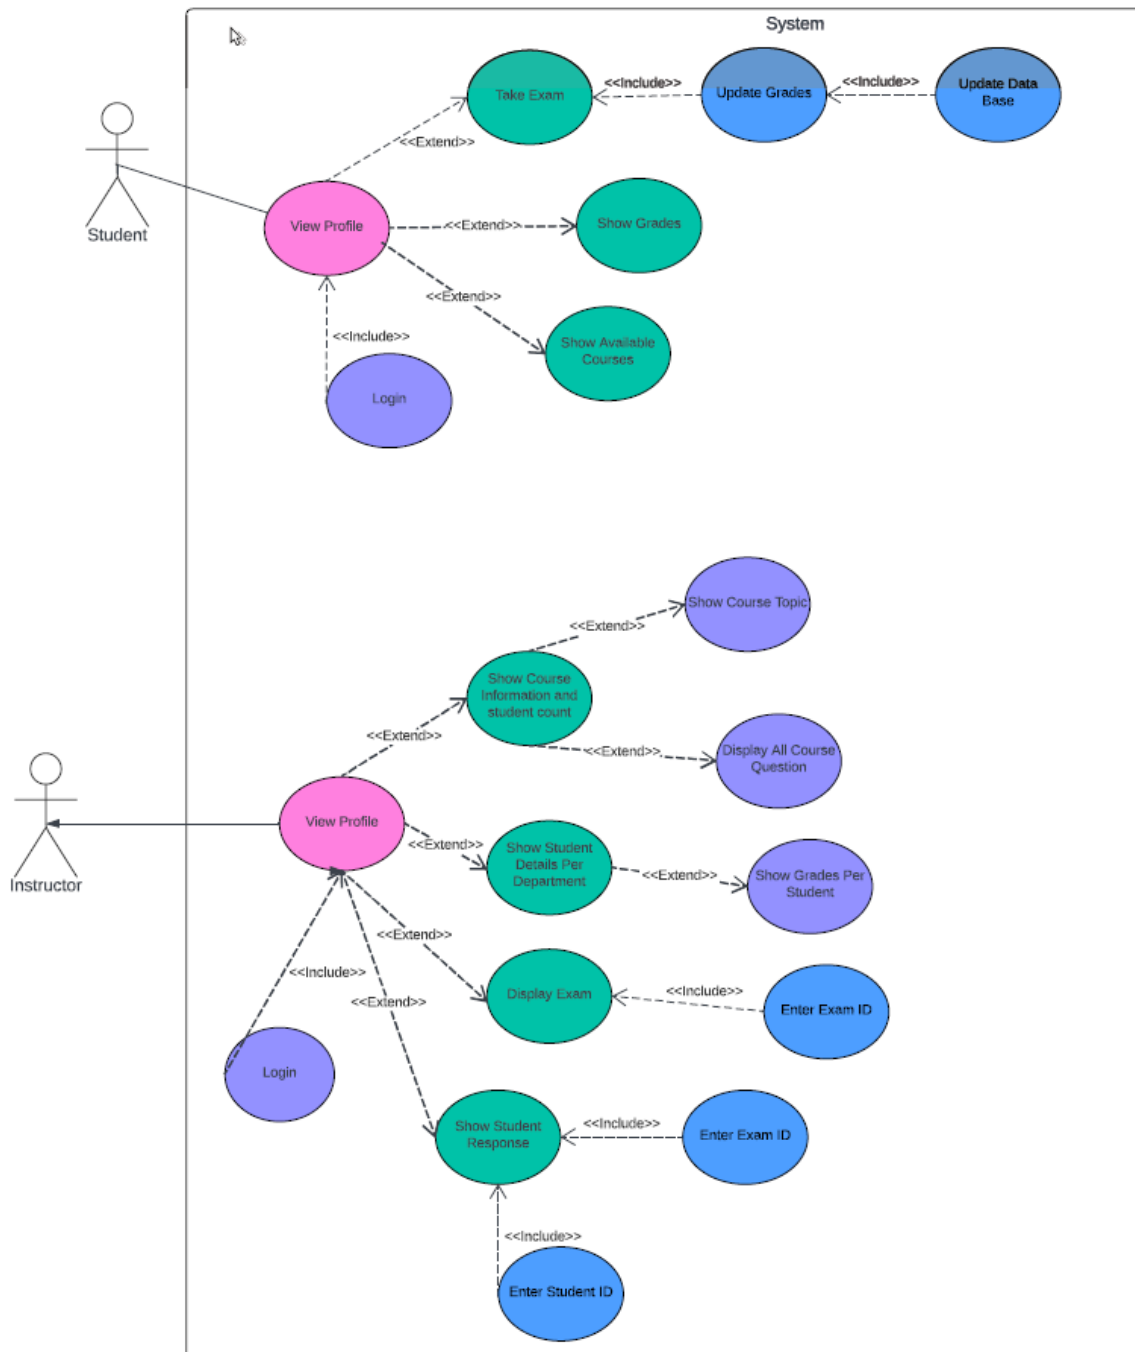 System
Take Exam
<<Include>>
Update Grades
<<Include>>
Update Data
Base
<<Extend>>
Student
View Profile
<<Extend>>
Show Grades
<<Extend>>
Show Available
Courses
<<Include>>
Login
Show Course Topic
<<Extend>>
Show Course
Information and
student count
<<Extend>>
<<Extend>>
Display All Course
Question
Instructor
View Profile
<<Extend>>
Show Student
Details Per
Department
<<Extend>>
Show Grades Per
Student
<<Extend>>
<<Include>>
<<Extend>>
Display Exam
<<Include>>
Enter Exam ID
Login
Show Student
Response
<<Include>>
Enter Exam ID
<<Include>>
Enter Student ID